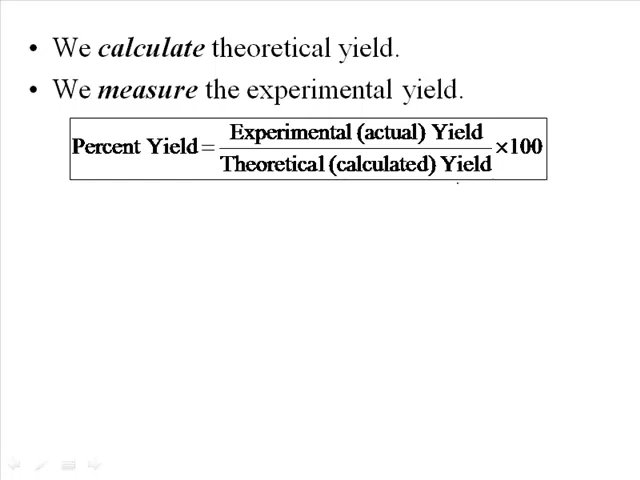 • We calculate theoretical yield.
• We measure the experimental yield.
Percent Yield = Experimental (actual) Yield / Theoretical (calculated) Yield ×100